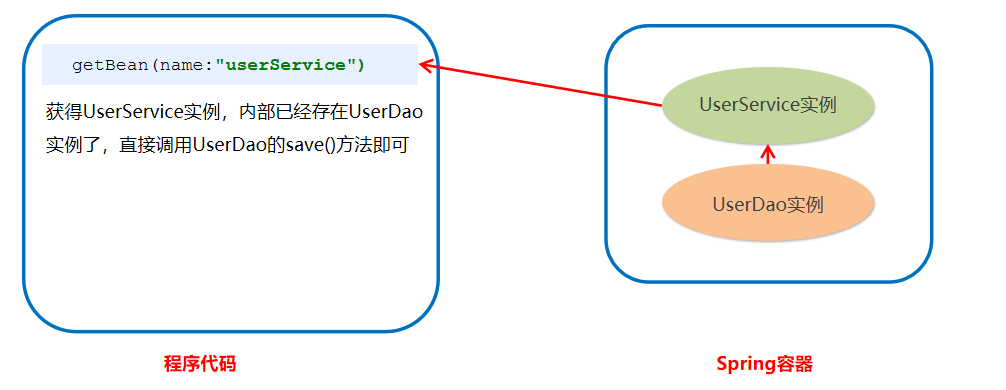 getBean(name:"userService")
获得UserService实例，内部已经存在UserDao
实例了，直接调用UserDao的save()方法即可
UserService实例
UserDao实例
程序代码
Spring容器